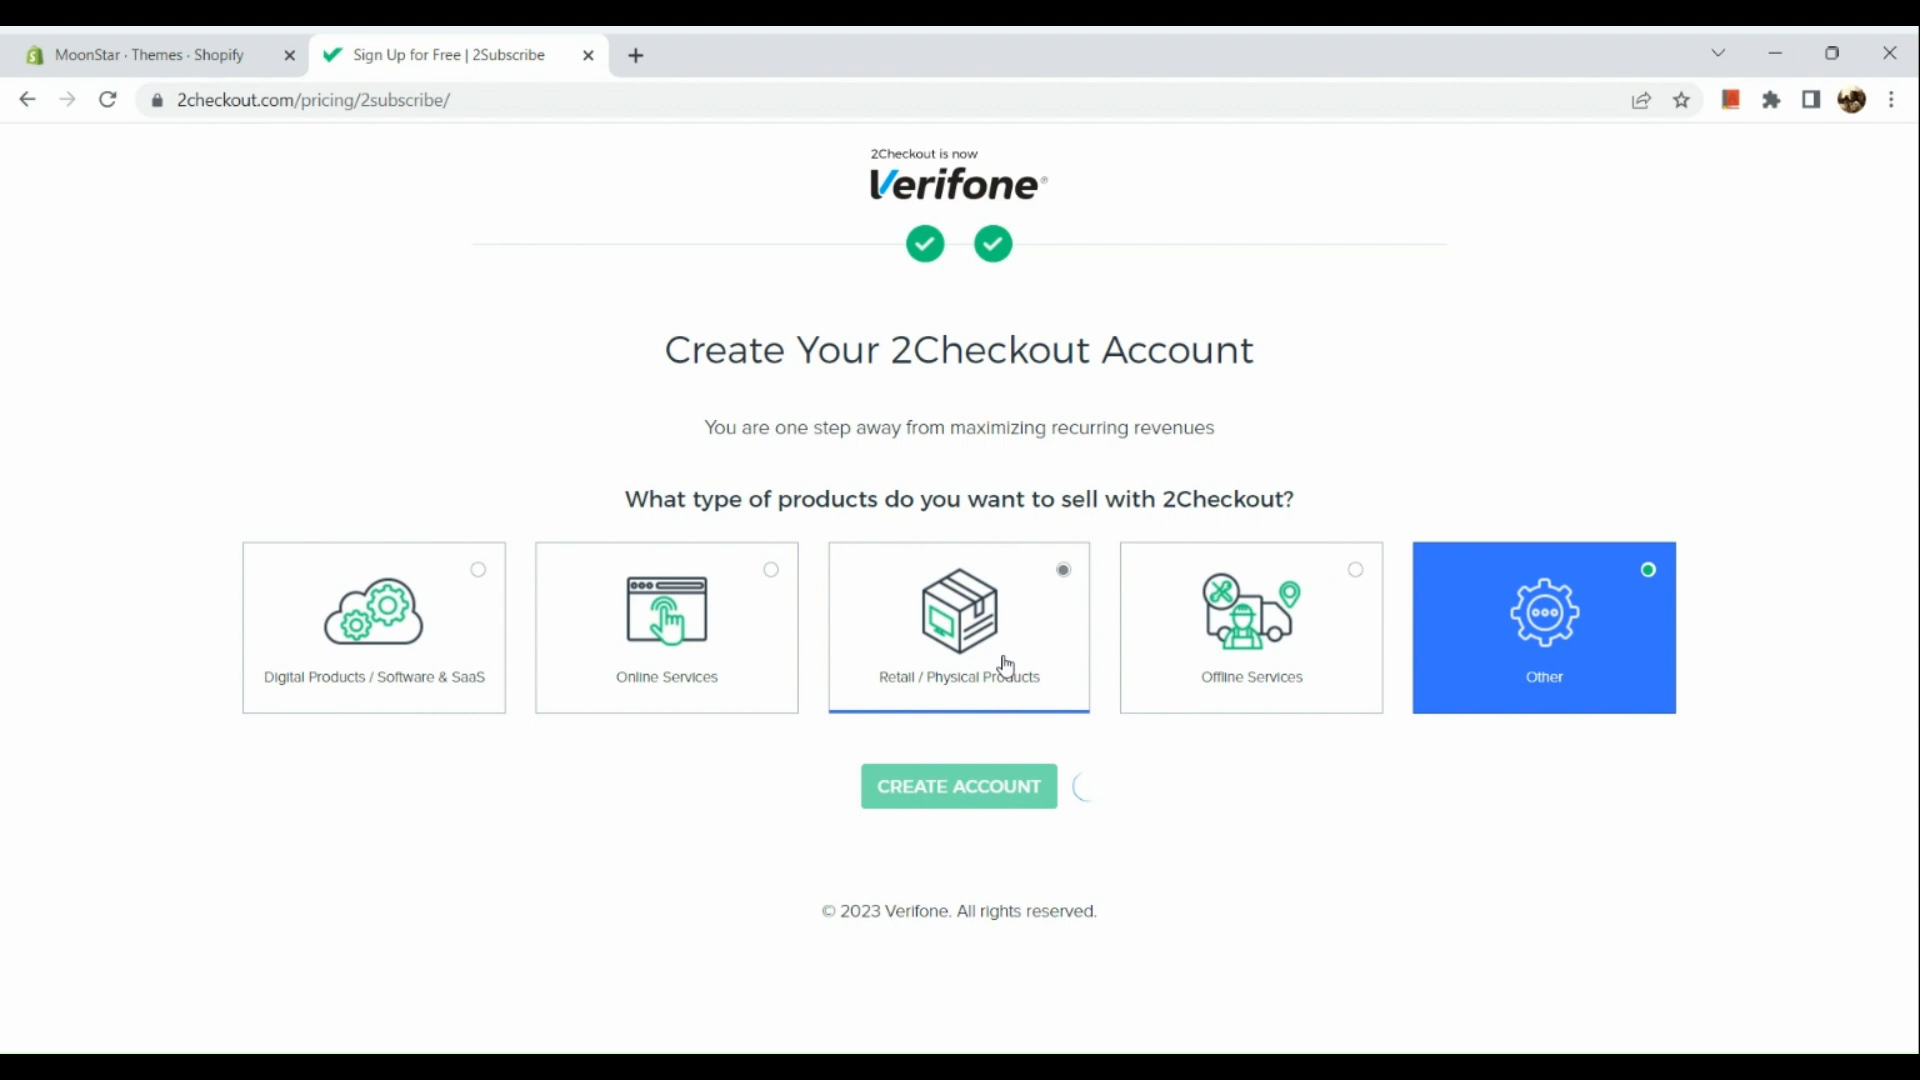 MoonStar · Themes · Shopify
Sign Up for Free | 2Subscribe
2checkout.com/pricing/2subscribe/
2Checkout is now
Verifone®
Create Your 2Checkout Account
You are one step away from maximizing recurring revenues
What type of products do you want to sell with 2Checkout?
Digital Products / Software & SaaS
Online Services
Retail / Physical Products
Offline Services
Other
CREATE ACCOUNT
© 2023 Verifone. All rights reserved.